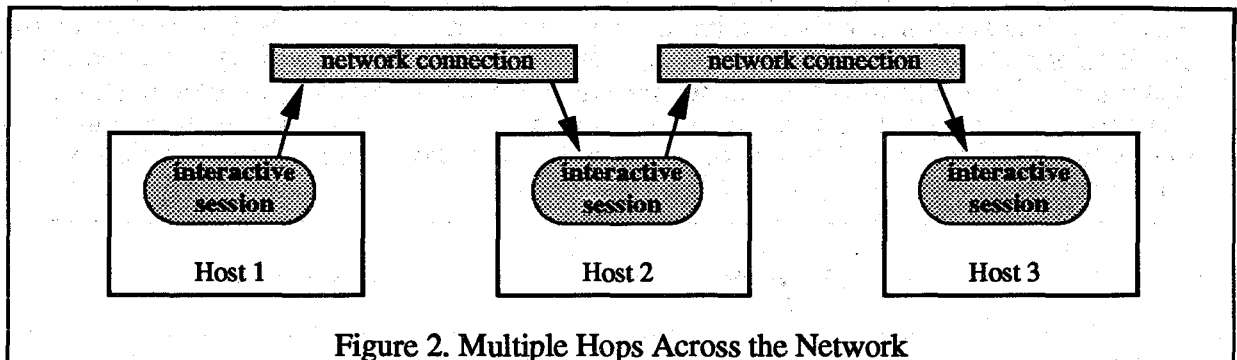 network connection
network connection
interactive
session
interactive
session
interactive
session
Host 1
Host 2
Host 3
Figure 2. Multiple Hops Across the Network